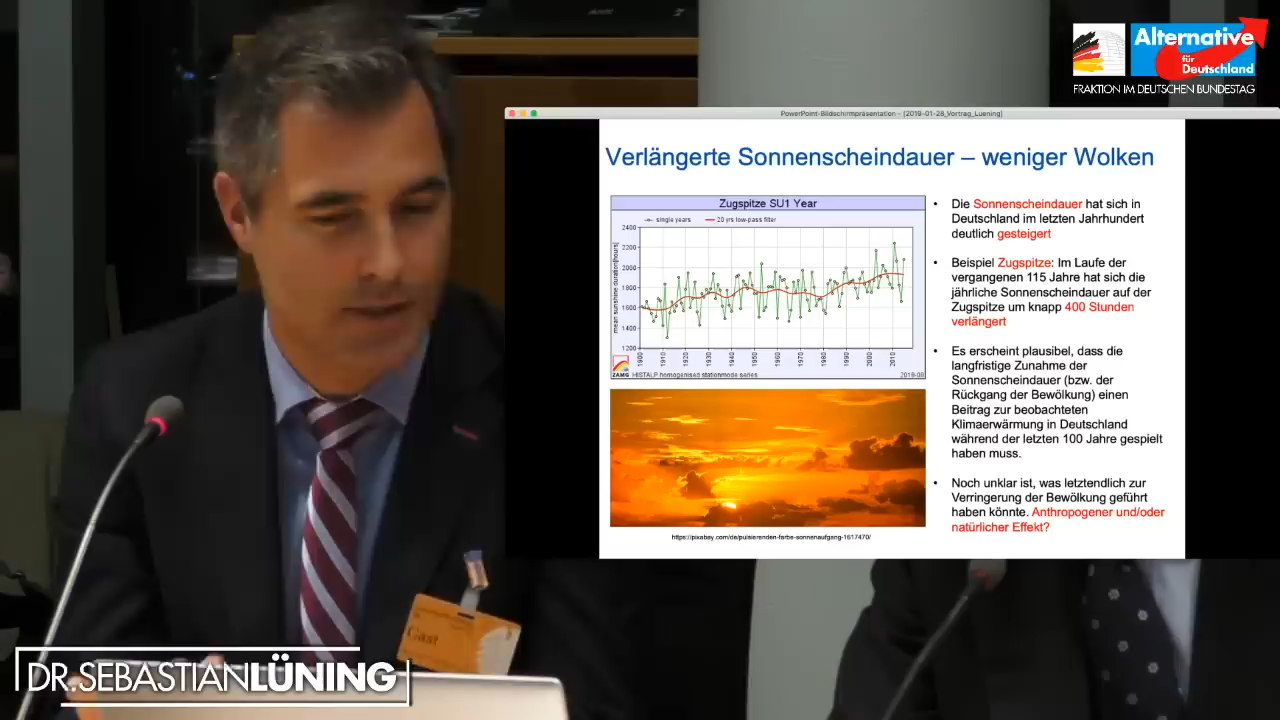 Alternative
für
Deutschland
FRAKTION IM DEUTSCHEN BUNDESTAG
PowerPoint-Bildschirmpräsentation - [2019-01-28_Vortrag_Luening]
Verlängerte Sonnenscheindauer – weniger Wolken
Zugspitze SU1 Year
single years
20 yrs low-pass filter
mean sunshine duration[hours]
2400
2200
2000
1800
1600
1400
1200
1900
1910
1920
1930
1940
1950
1960
1970
1980
1990
2000
2010
ZAMG
HISTALP homogenised stationmode series
2019-08
https://pixabay.com/de/pulsierenden-farbe-sonnenaufgang-1617470/
• Die Sonnenscheindauer hat sich in
Deutschland im letzten Jahrhundert
deutlich gesteigert
• Beispiel Zugspitze: Im Laufe der
vergangenen 115 Jahre hat sich die
jährliche Sonnenscheindauer auf der
Zugspitze um knapp 400 Stunden
verlängert
• Es erscheint plausibel, dass die
langfristige Zunahme der
Sonnenscheindauer (bzw. der
Rückgang der Bewölkung) einen
Beitrag zur beobachteten
Klimaerwärmung in Deutschland
während der letzten 100 Jahre gespielt
haben muss.
• Noch unklar ist, was letztendlich zur
Verringerung der Bewölkung geführt
haben könnte. Anthropogener und/oder
natürlicher Effekt?
Gast
DR.SEBASTIANLÜNING